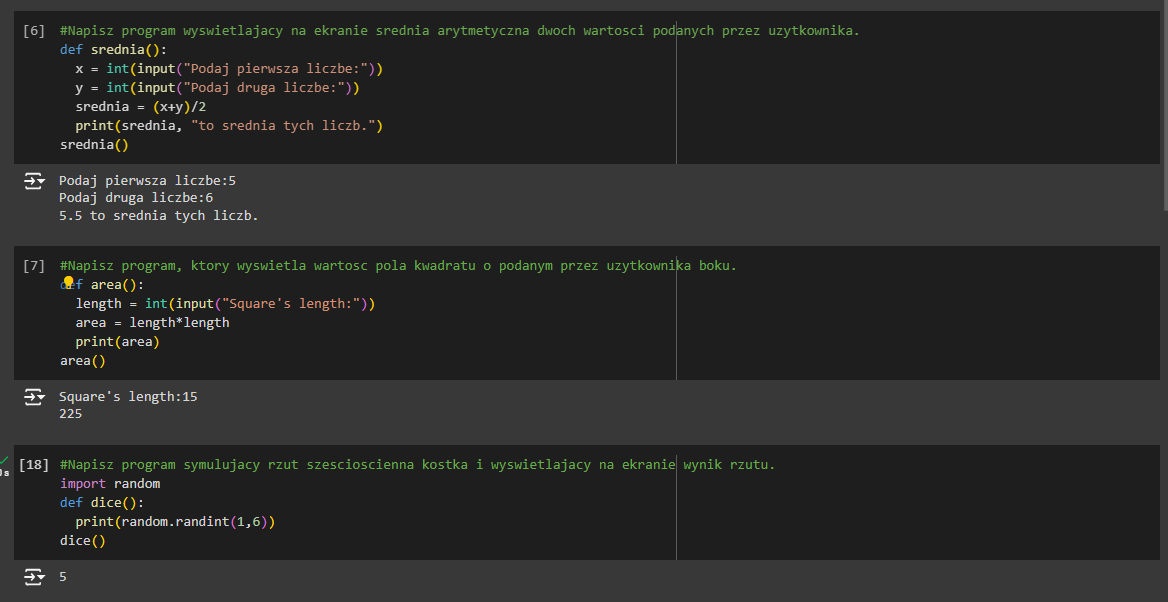 [6] #Napisz program wyswietlajacy na ekranie srednia arytmetyczna dwoch wartosci podanych przez uzytkownika.
def srednia():
  x = int(input("Podaj pierwsza liczbe:"))
  y = int(input("Podaj druga liczbe:"))
  srednia = (x+y)/2
  print(srednia, "to srednia tych liczb.")
srednia()
Podaj pierwsza liczbe:5
Podaj druga liczbe:6
5.5 to srednia tych liczb.
[7] #Napisz program, ktory wyswietla wartosc pola kwadratu o podanym przez uzytkownika boku.
def area():
  length = int(input("Square's length:"))
  area = length*length
  print(area)
area()
Square's length:15
225
[18] #Napisz program symulujacy rzut szescioscienna kostka i wyswietlajacy na ekranie wynik rzutu.
import random
def dice():
  print(random.randint(1,6))
dice()
5